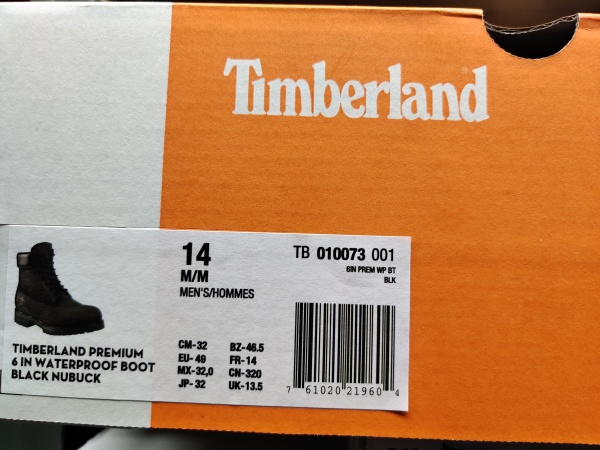 Timberland
14
M/M
MEN'S/HOMMES
TB 010073 001
6IN PREM WP BT
BLK
TIMBERLAND PREMIUM
6 IN WATERPROOF BOOT
BLACK NUBUCK
CM-32 BZ-46.5
EU- 49 FR-14
MX-32,0 CN-320
JP- 32 UK-13.5
7 61020 21960 4